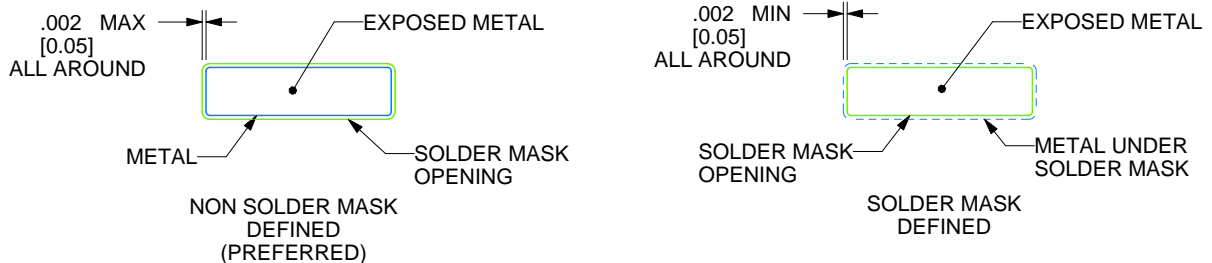 .002 MAX
[0.05]
ALL AROUND
EXPOSED METAL
METAL
SOLDER MASK
OPENING
NON SOLDER MASK
DEFINED
(PREFERRED)
.002 MIN
[0.05]
ALL AROUND
EXPOSED METAL
SOLDER MASK
OPENING
METAL UNDER
SOLDER MASK
SOLDER MASK
DEFINED